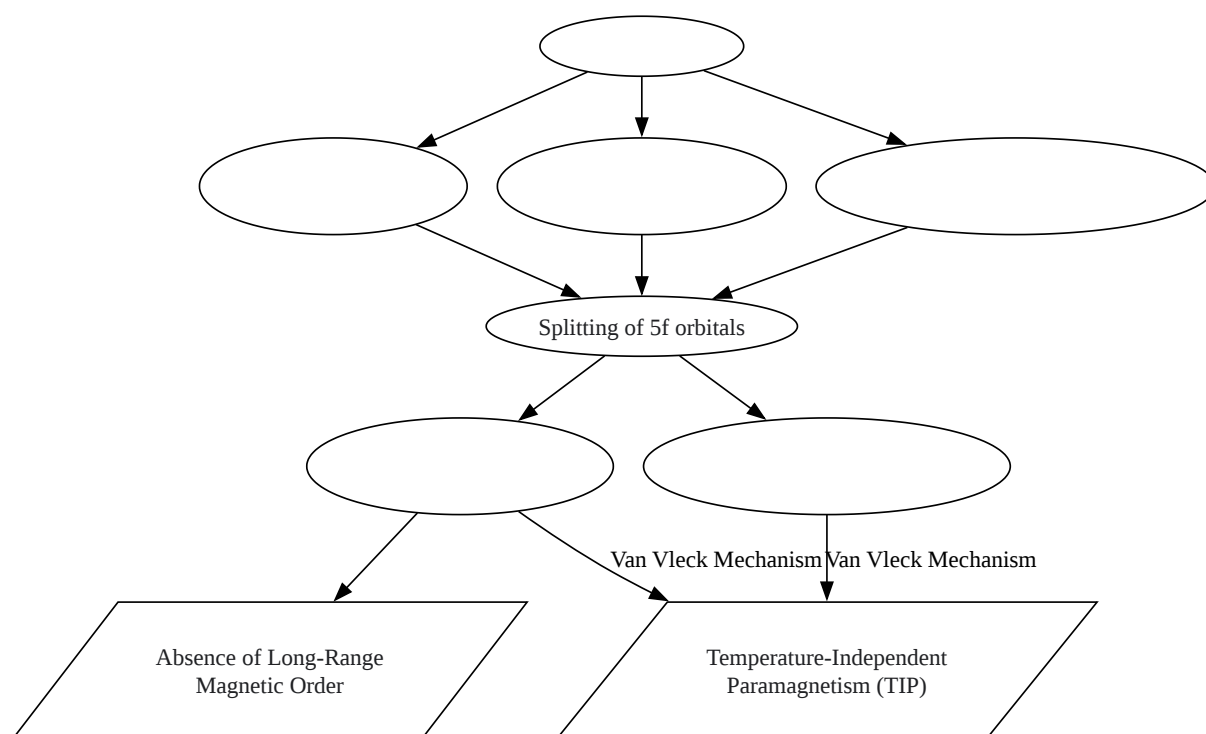 Splitting of 5f orbitals
Van Vleck Mechanism
Van Vleck Mechanism
Absence of Long-Range
Magnetic Order
Temperature-Independent
Paramagnetism (TIP)